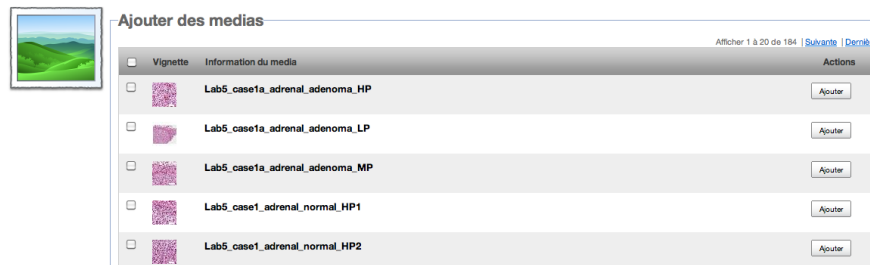 Ajouter des medias
Afficher 1 à 20 de 184 | Suivante | Derniè
Vignette Information du media Actions
Lab5_case1a_adrenal_adenoma_HP Ajouter
Lab5_case1a_adrenal_adenoma_LP Ajouter
Lab5_case1a_adrenal_adenoma_MP Ajouter
Lab5_case1_adrenal_normal_HP1 Ajouter
Lab5_case1_adrenal_normal_HP2 Ajouter